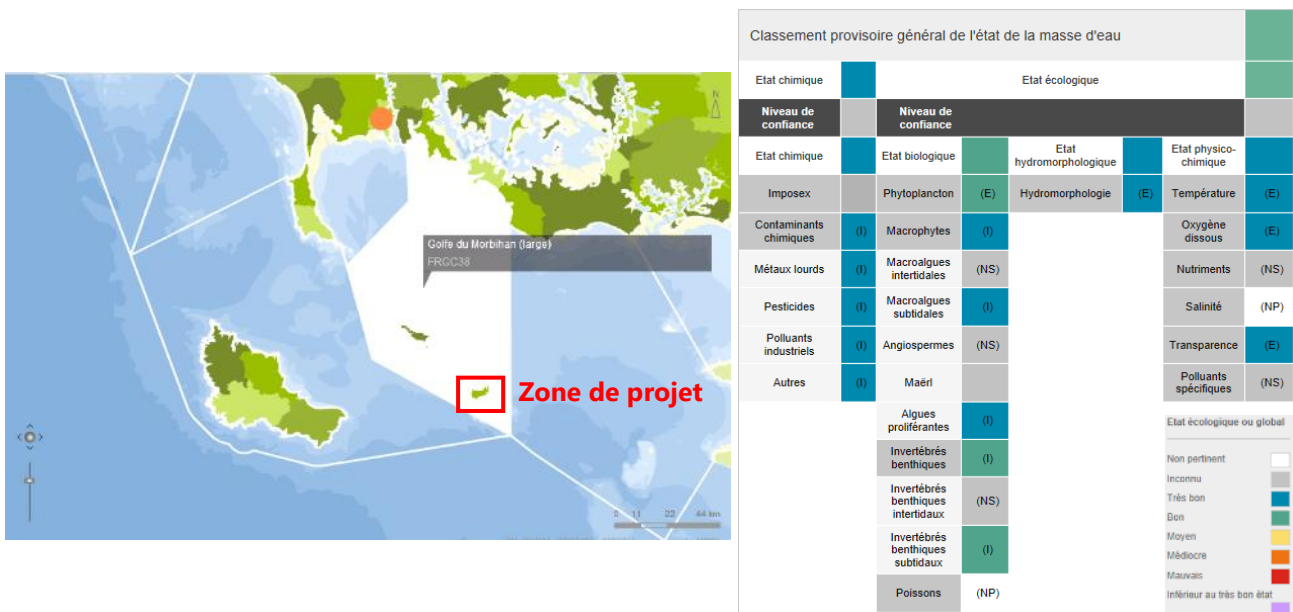 Classement provisoire général de l'état de la masse d'eau
Etat chimique
Etat écologique
Niveau de
confiance
Niveau de
confiance
Etat chimique
Etat biologique
Etat
hydromorphologique
Etat physico-
chimique
Imposex
Phytoplancton
(E)
Hydromorphologie
(E)
Température
(E)
Contaminants
chimiques
(I)
Macrophytes
(I)
Oxygène
dissous
(E)
Métaux lourds
(I)
Macroalgues
intertidales
(NS)
Nutriments
(NS)
Pesticides
(I)
Macroalgues
subtidales
(I)
Salinité
(NP)
Polluants
industriels
(I)
Angiospermes
(NS)
Transparence
(E)
Autres
(I)
Maërl
Polluants
spécifiques
(NS)
Algues
proliférantes
(I)
Invertébrés
benthiques
(I)
Invertébrés
benthiques
intertidaux
(NS)
Invertébrés
benthiques
subtidaux
(I)
Poissons
(NP)
Etat écologique ou global
Non pertinent
Inconnu
Très bon
Bon
Moyen
Médiocre
Mauvais
Inférieur au très bon état
N
Golfe du Morbihan (large)
FRGC38
Zone de projet
0 11 22 44 km